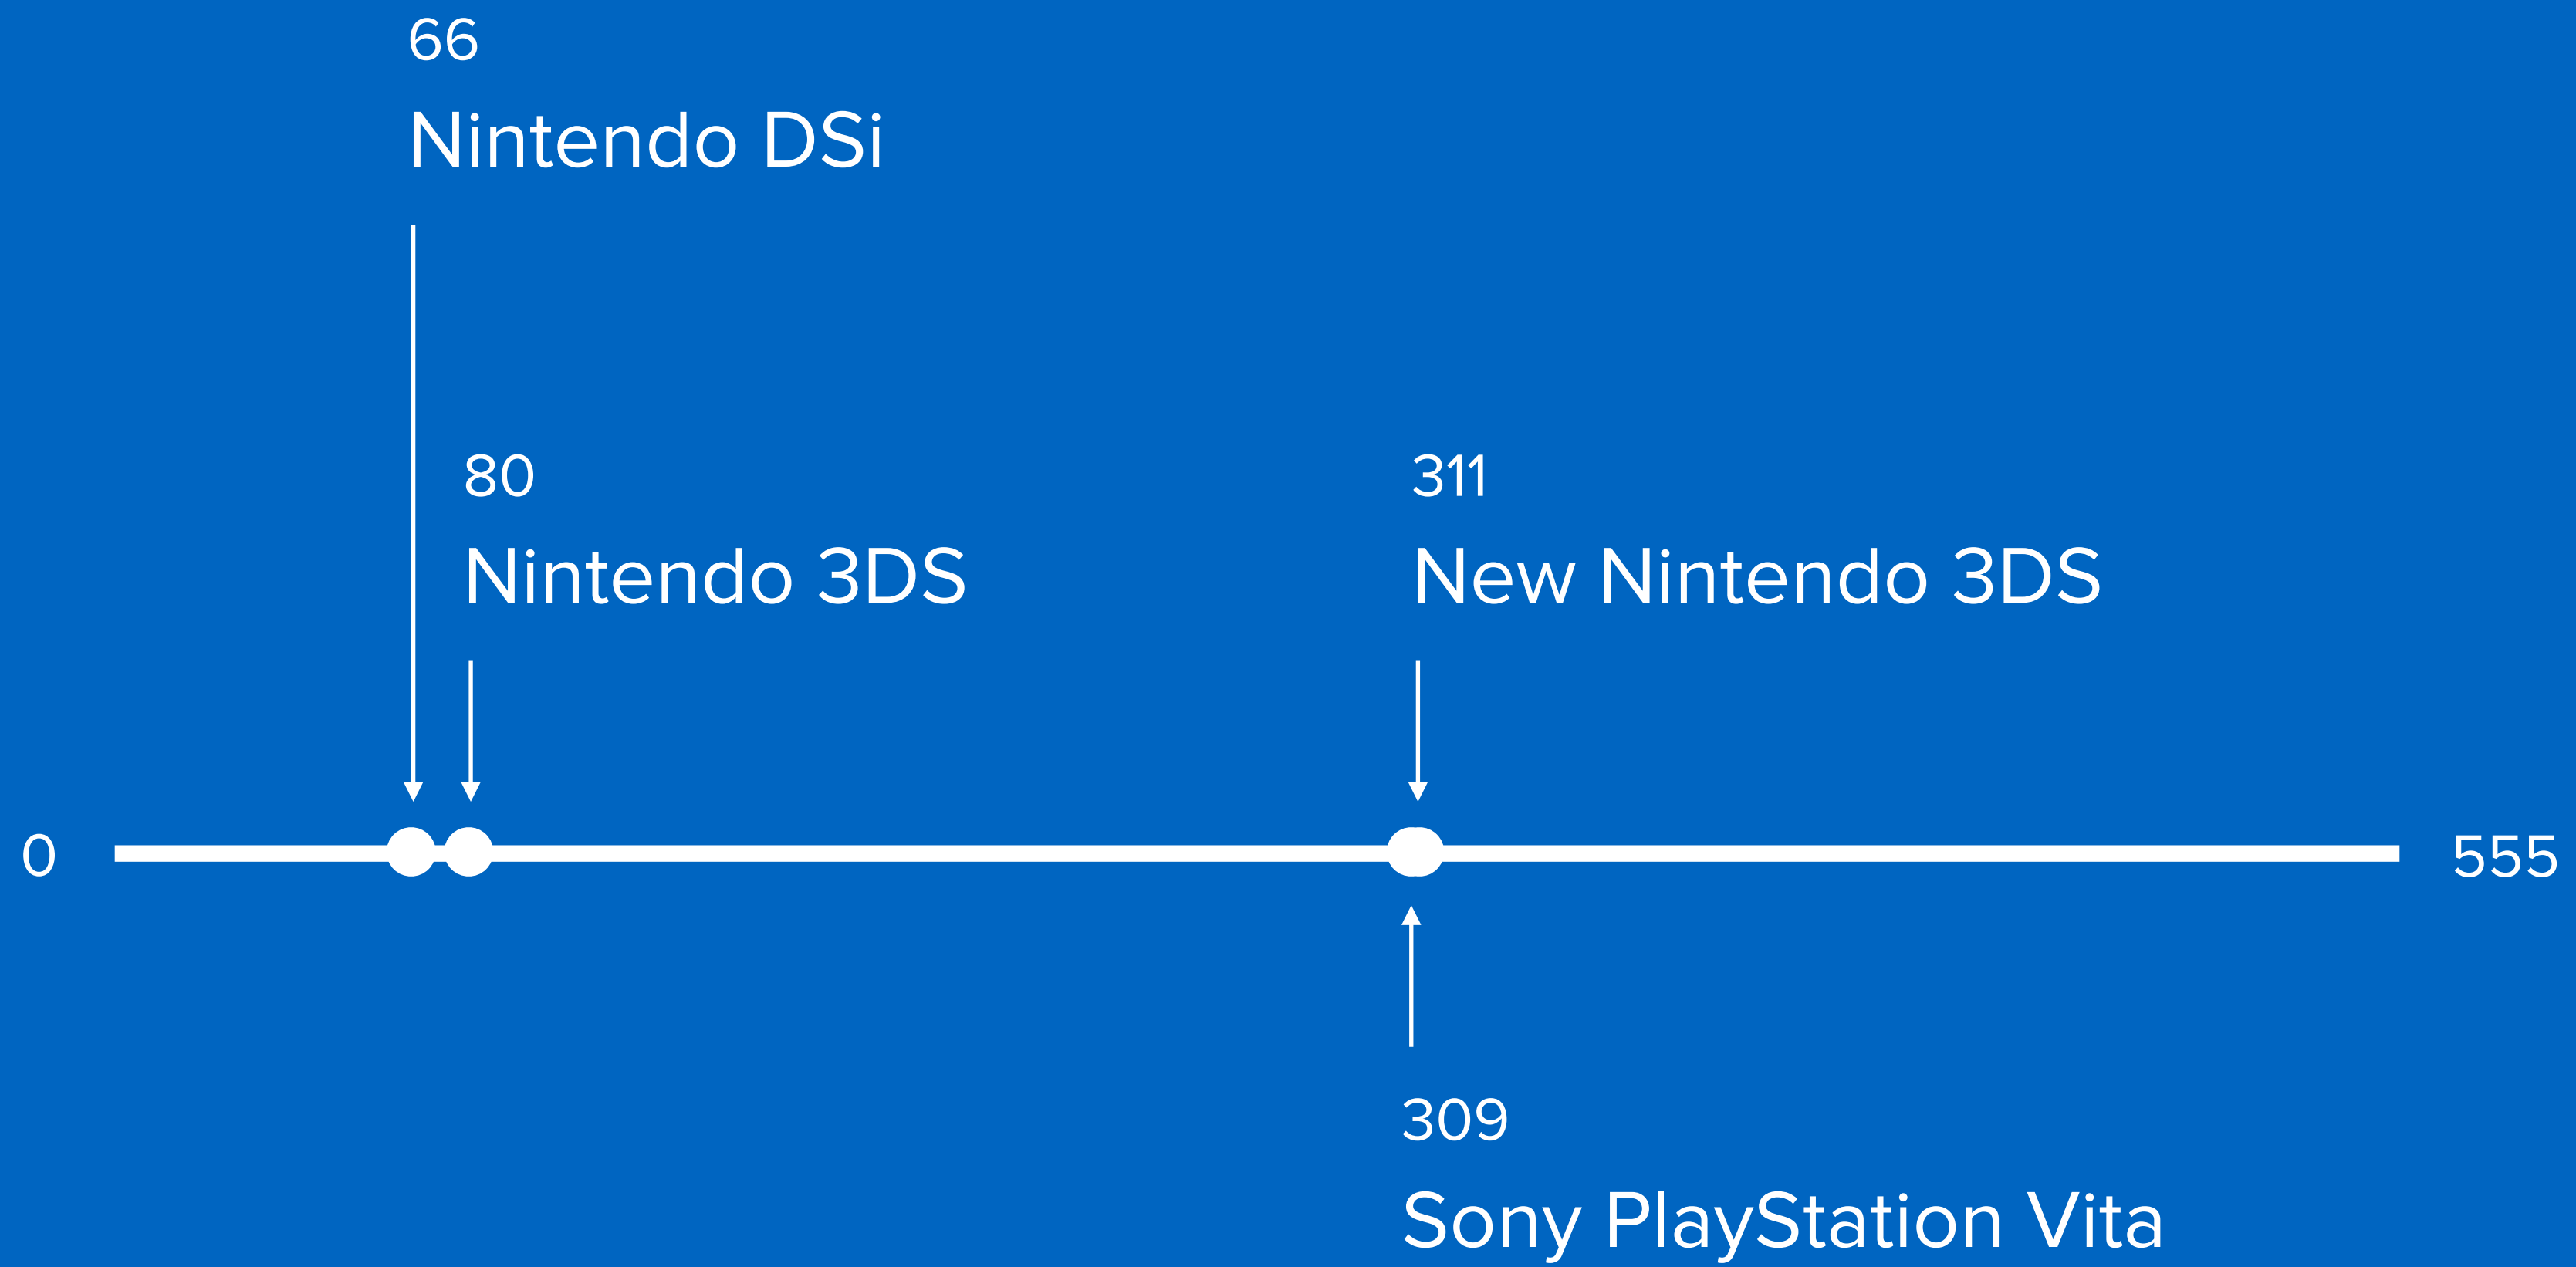 66
Nintendo DSi
80
Nintendo 3DS
311
New Nintendo 3DS
0
555
309
Sony PlayStation Vita